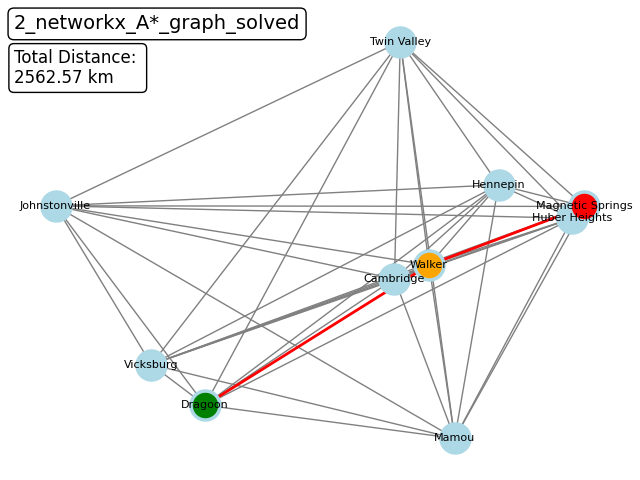 2_networkx_A*_graph_solved
Total Distance:
2562.57 km
Twin Valley
Hennepin
Johnstonville
Magnetic Springs
Huber Heights
Walker
Cambridge
Vicksburg
Dragoon
Mamou